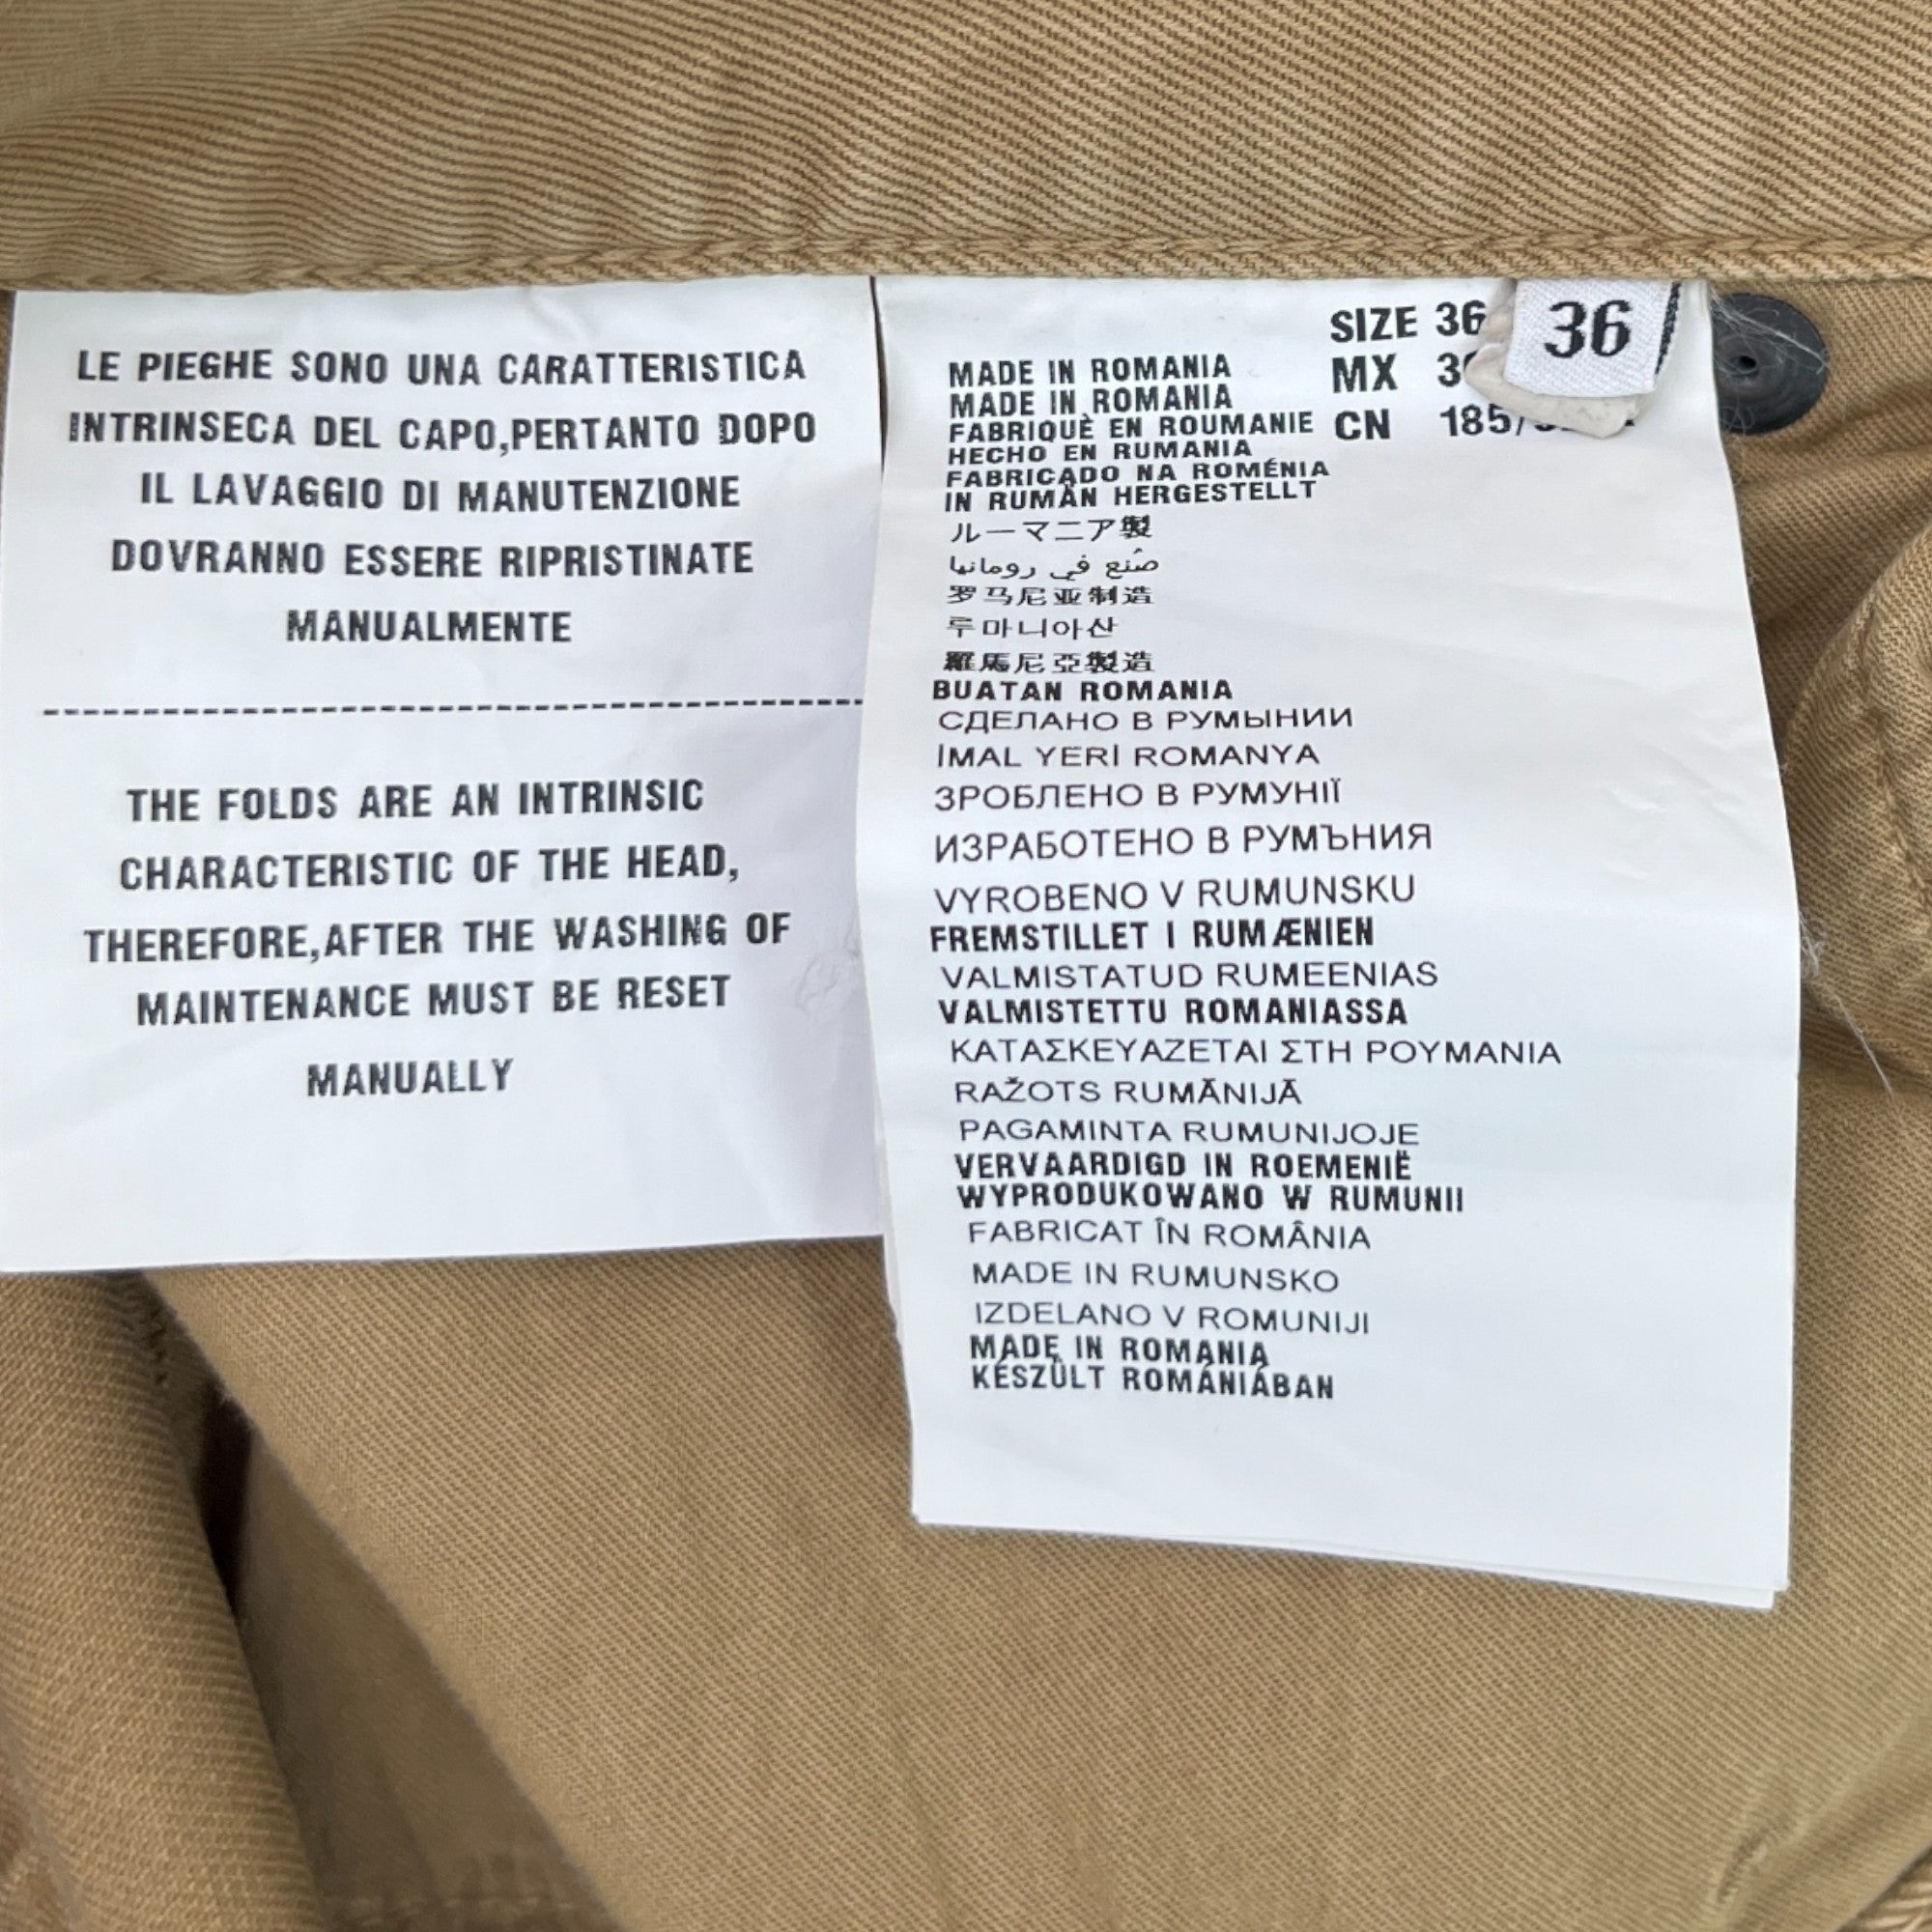 LE PIEGHE SONO UNA CARATTERISTICA
INTRINSECA DEL CAPO,PERTANTO DOPO
IL LAVAGGIO DI MANUTENZIONE
DOVRANNO ESSERE RIPRISTINATE
MANUALMENTE
THE FOLDS ARE AN INTRINSIC
CHARACTERISTIC OF THE HEAD,
THEREFORE,AFTER THE WASHING OF
MAINTENANCE MUST BE RESET
MANUALLY
SIZE 36
MX
CN
36
MADE IN ROMANIA
MADE IN ROMANIA
FABRIQUÈ EN ROUMANIE
HECHO EN RUMANIA
FABRICADO NA ROMÉNIA
IN RUMÄN HERGESTELLT
ルーマニア製
صُنع في رومانيا
罗马尼亚制造
루마니아산
羅馬尼亞製造
BUATAN ROMANIA
СДЕЛАНО В РУМЫНИИ
İMAL YERİ ROMANYA
ЗРОБЛЕНО В РУМУНІЇ
ИЗРАБОТЕНО В РУМЪНИЯ
VYROBENO V RUMUNSKU
FREMSTILLET I RUMÆNIEN
VALMISTATUD RUMEENIAS
VALMISTETTU ROMANIASSA
ΚΑΤΑΣΚΕΥΑΖΕΤΑΙ ΣΤΗ ΡΟΥΜΑΝΙΑ
RAŽOTS RUMĀNIJĀ
PAGAMINTA RUMUNIJOJE
VERVAARDIGD IN ROEMENIË
WYPRODUKOWANO W RUMUNII
FABRICAT ÎN ROMÂNIA
MADE IN RUMUNSKO
IZDELANO V ROMUNIJI
MADE IN ROMANIA
KÉSZÜLT ROMÁNIÁBAN